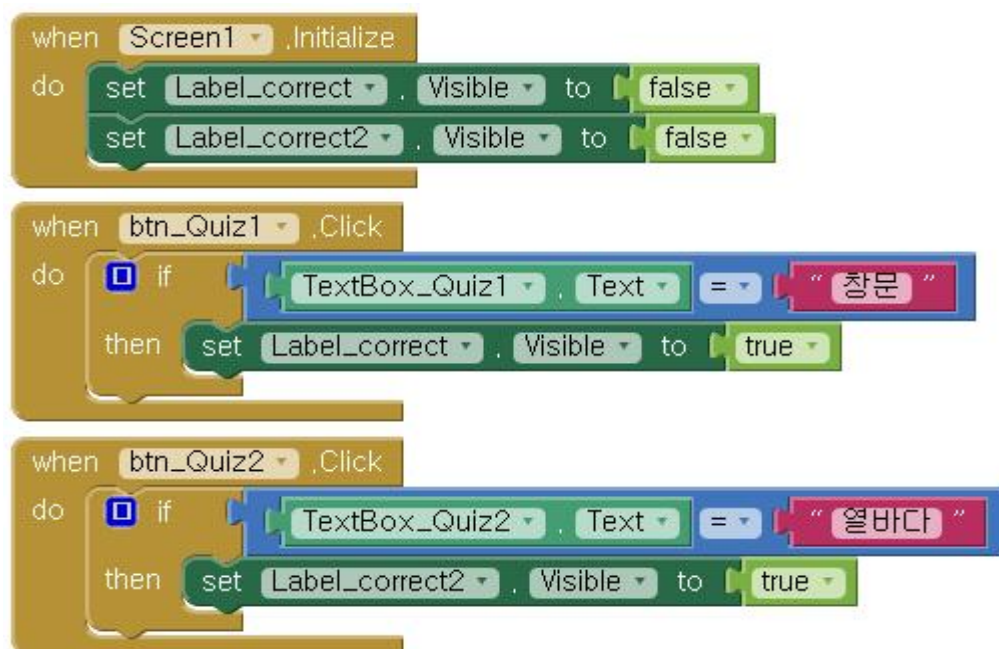 when Screen1 .Initialize
do set Label_correct . Visible to false
set Label_correct2 . Visible to false
when btn_Quiz1 .Click
do if TextBox_Quiz1 . Text = " 창문 "
then set Label_correct . Visible to true
when btn_Quiz2 .Click
do if TextBox_Quiz2 . Text = " 열바다 "
then set Label_correct2 . Visible to true